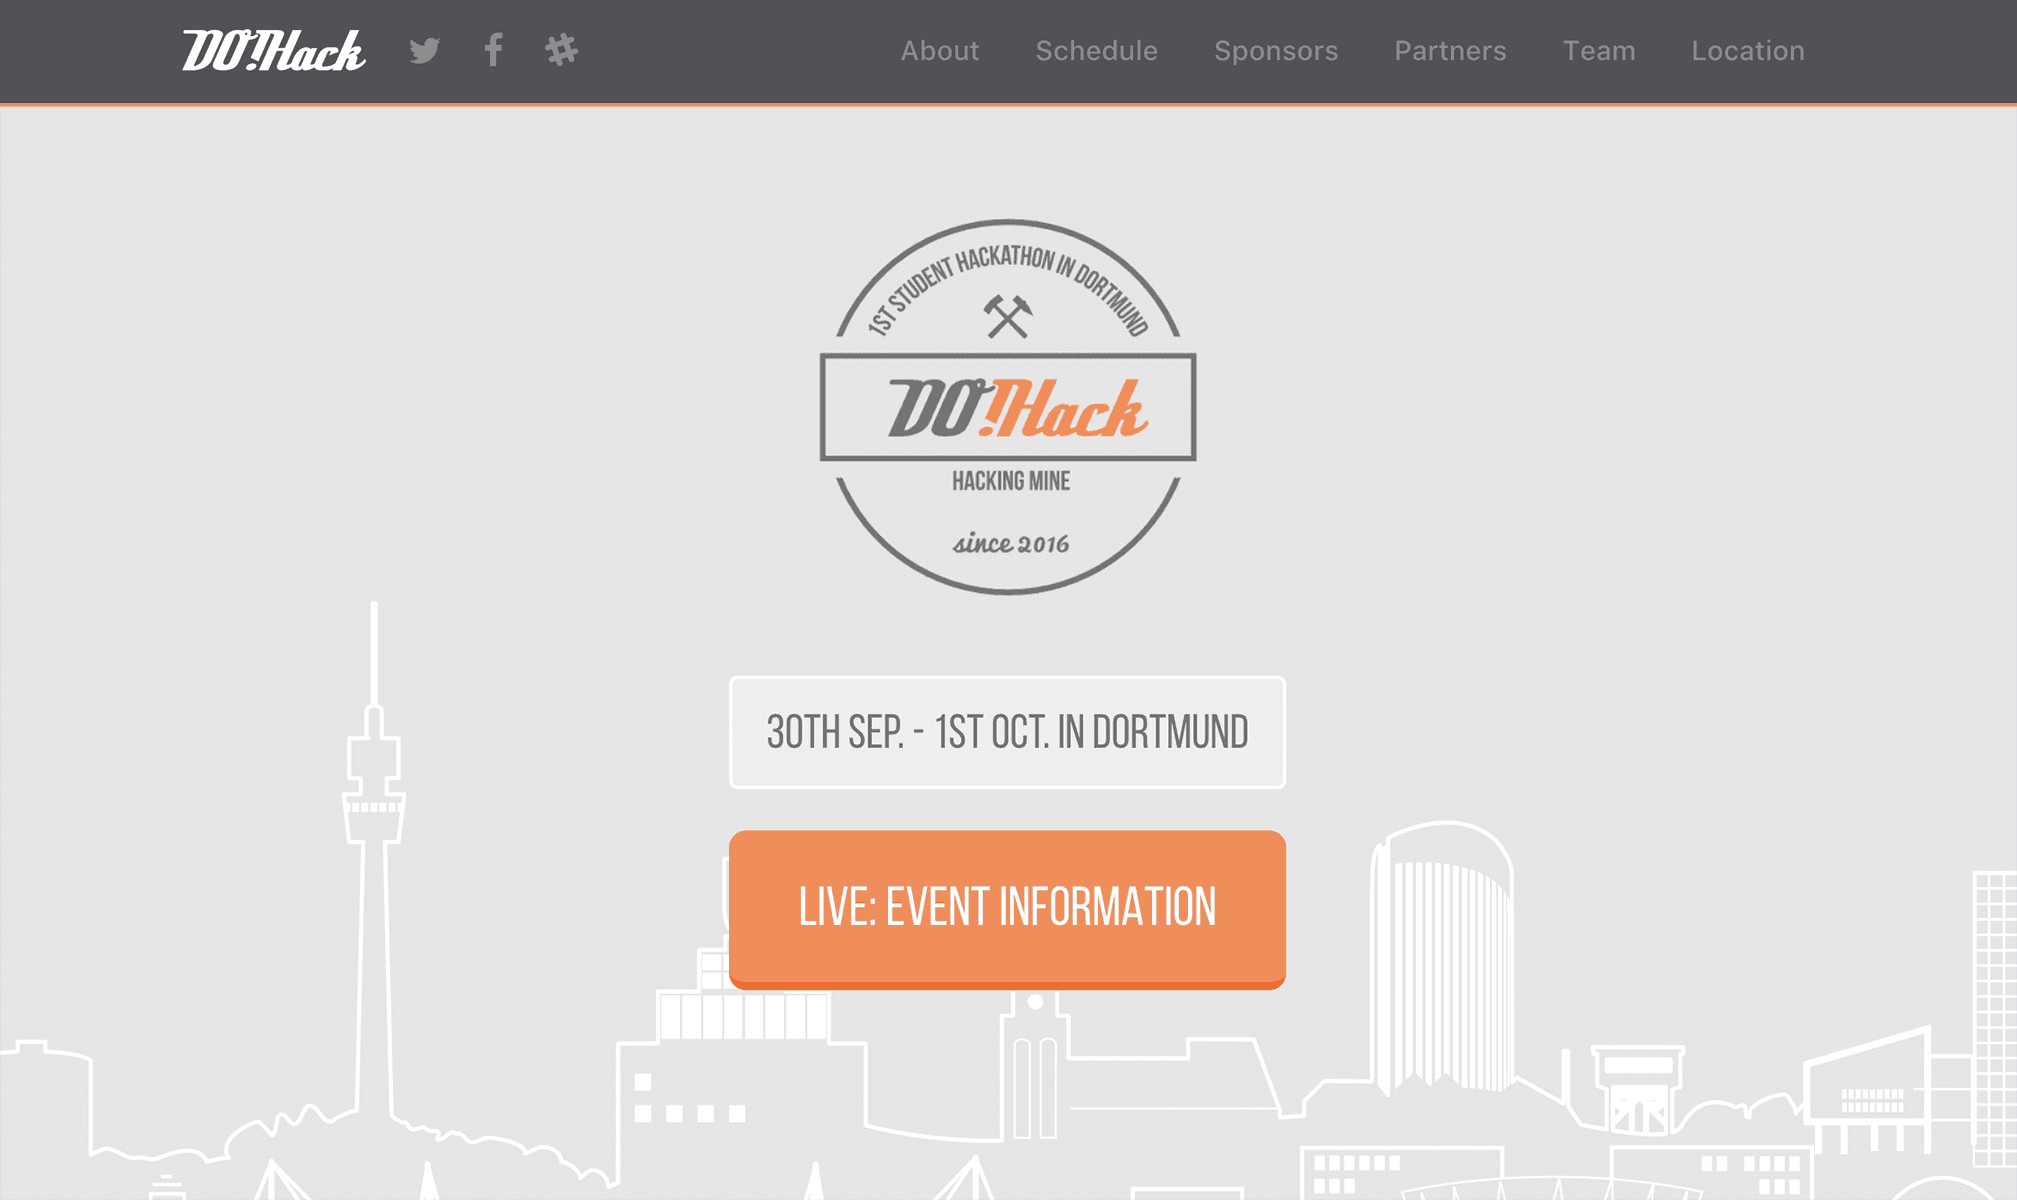 DO!Hack
About Schedule Sponsors Partners Team Location
1ST STUDENT HACKATHON IN DORTMUND
DO!Hack
HACKING MINE
since 2016
30TH SEP. - 1ST OCT. IN DORTMUND
LIVE: EVENT INFORMATION